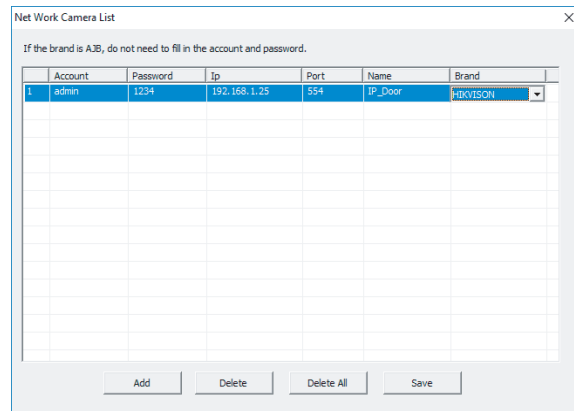 Net Work Camera List
If the brand is AJB, do not need to fill in the account and password.
Account Password Ip Port Name Brand
1 admin 1234 192.168.1.25 554 IP_Door HIKVISON
Add Delete Delete All Save